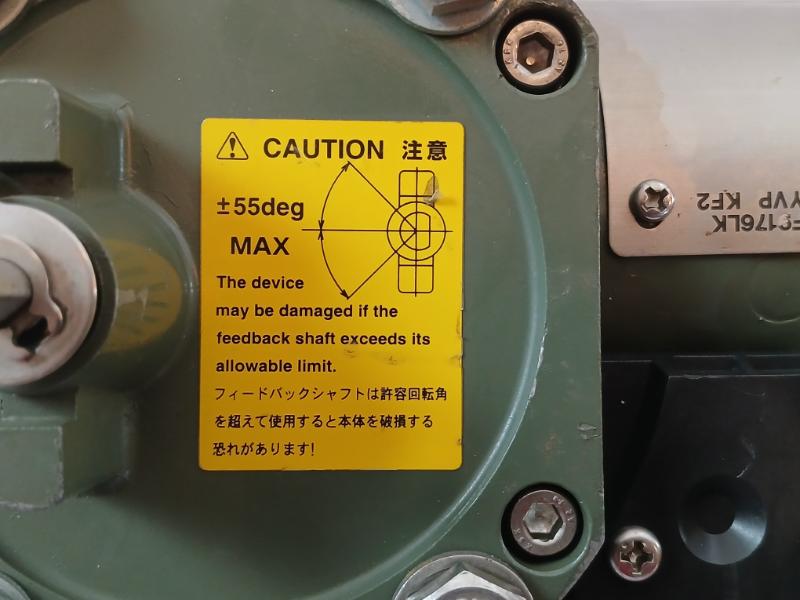 CAUTION 注意
±55deg
MAX
The device
may be damaged if the
feedback shaft exceeds its
allowable limit.
フィードバックシャフトは許容回転角
を超えて使用すると本体を破損する
恐れがあります!
YVP KF2
176LK